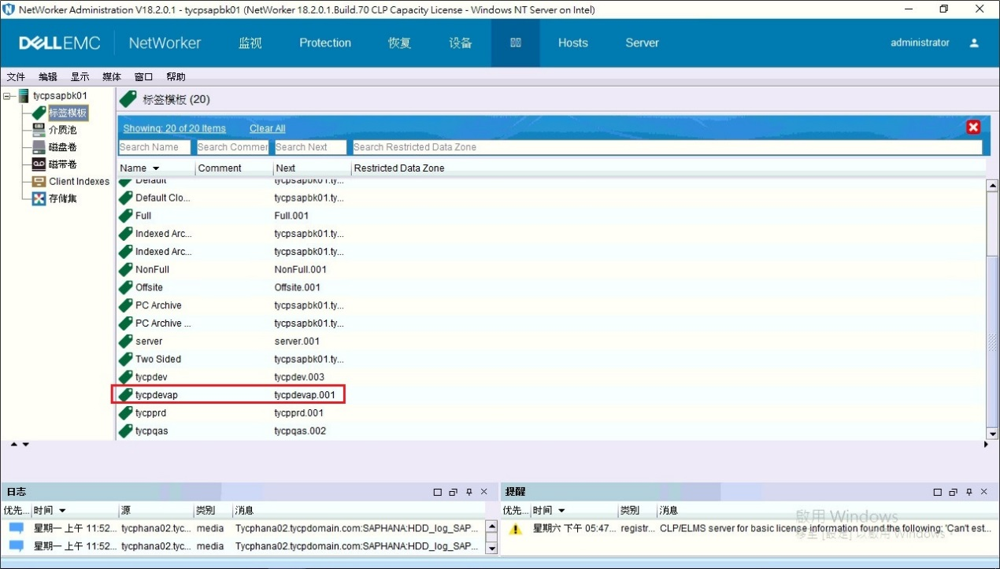 NetWorker Administration V18.2.0.1 - tycpsapbk01 (NetWorker 18.2.0.1.Build.70 CLP Capacity License - Windows NT Server on Intel)
DELLEMC NetWorker 监视 Protection 恢复 设备 Hosts Server administrator
文件 编辑 显示 媒体 窗口 帮助
tycpsapbk01
标签模板
介质池
磁盘卷
磁带卷
Client Indexes
存储集
标签模板 (20)
Showing: 20 of 20 Items Clear All
Search Name Search Commer Search Next Search Restricted Data Zone
Name Comment Next Restricted Data Zone
Default tycpsapbk01.ty...
Default Clo... tycpsapbk01.ty...
Full Full.001
Indexed Arc... tycpsapbk01.ty...
Indexed Arc... tycpsapbk01.ty...
NonFull NonFull.001
Offsite Offsite.001
PC Archive tycpsapbk01.ty...
PC Archive ... tycpsapbk01.ty...
server server.001
Two Sided tycpsapbk01.ty...
tycpdev tycpdev.003
tycpdevap tycpdevap.001
tycpprd tycpprd.001
tycpqas tycpqas.002
日志
优先... 时间 源 类别 消息
星期一 上午 11:52... tycphana02.tyc... media Tycphana02.tycpdomain.com:SAPHANA:HDD_log_SAP...
星期一 上午 11:52... tycphana02.tyc... media Tycphana02.tycpdomain.com:SAPHANA:HDD_log_SAP...
提醒
优先... 时间 类别 消息
星期六 下午 05:47... registr... CLP/ELMS server for basic license information found the following: 'Can't est...
啟用 Windows
移至 [設定] 以啟用 Windows。